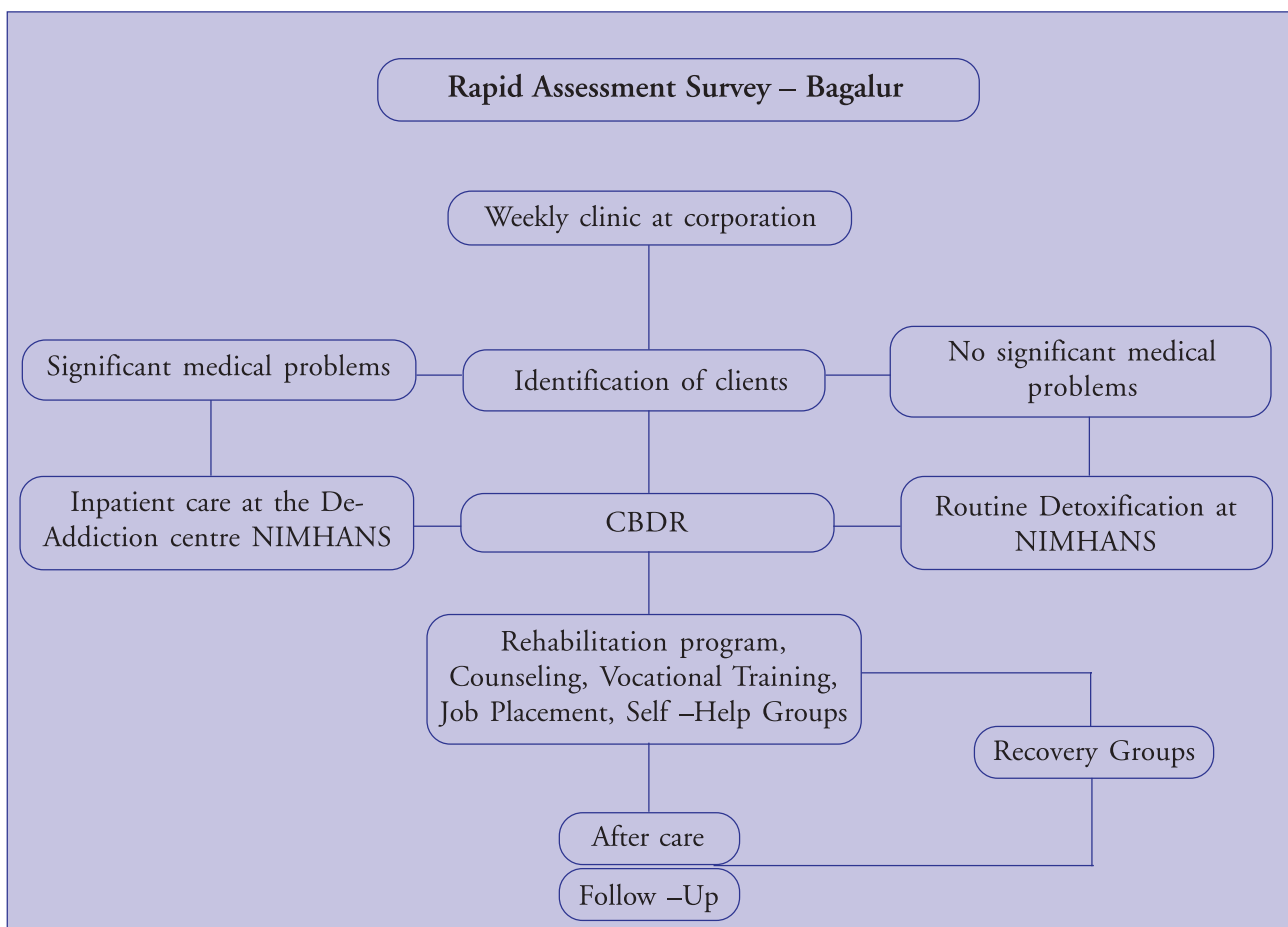 Rapid Assessment Survey – Bagalur
Weekly clinic at corporation
Significant medical problems
Identification of clients
No significant medical
problems
Inpatient care at the De-
Addiction centre NIMHANS
CBDR
Routine Detoxification at
NIMHANS
Rehabilitation program,
Counseling, Vocational Training,
Job Placement, Self –Help Groups
Recovery Groups
After care
Follow –Up